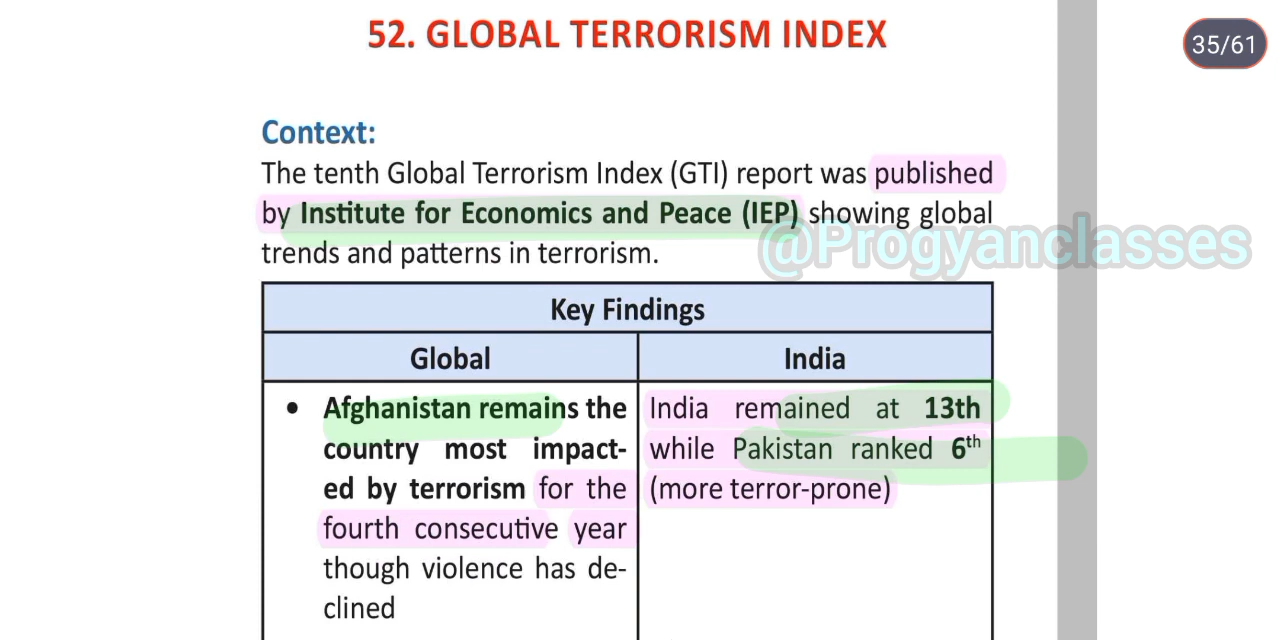 52. GLOBAL TERRORISM INDEX
35/61
Context:
The tenth Global Terrorism Index (GTI) report was published
by Institute for Economics and Peace (IEP) showing global
trends and patterns in terrorism.
@Progyanclasses
Key Findings
Global
India
• Afghanistan remains the
country most impact-
ed by terrorism for the
fourth consecutive year
though violence has de-
clined
India remained at 13th
while Pakistan ranked 6th
(more terror-prone)